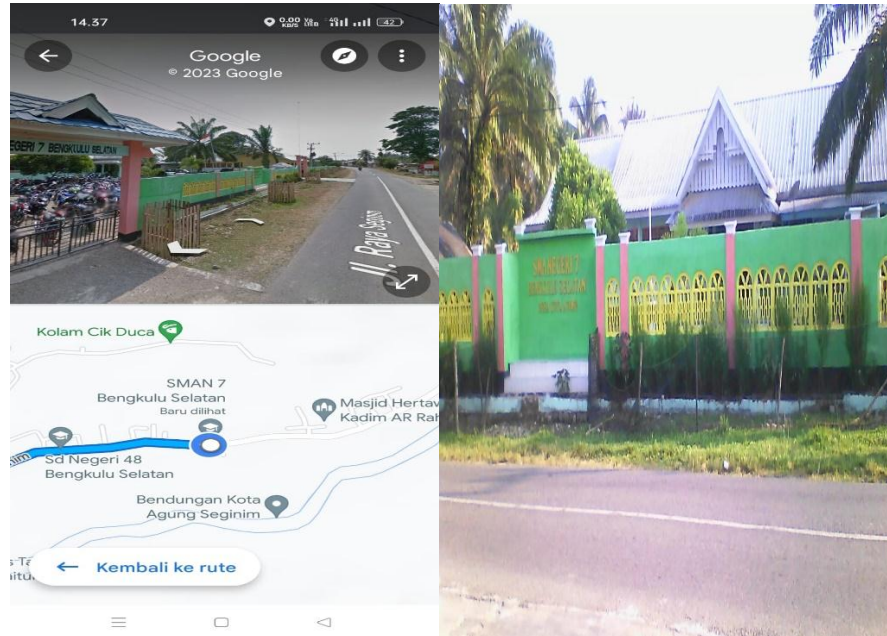 14.37
0.00
KB/S
42
Google
© 2023 Google
EGERI 7 BENGKULU SELATAN
Jl. Raya Seginim
Kolam Cik Duca
SMAN 7
Bengkulu Selatan
Baru dilihat
Masjid Hertaw
Kadim AR Rah
Sd Negeri 48
Bengkulu Selatan
Bendungan Kota
Agung Seginim
Kembali ke rute
SMA NEGERI 7
BENGKULU SELATAN